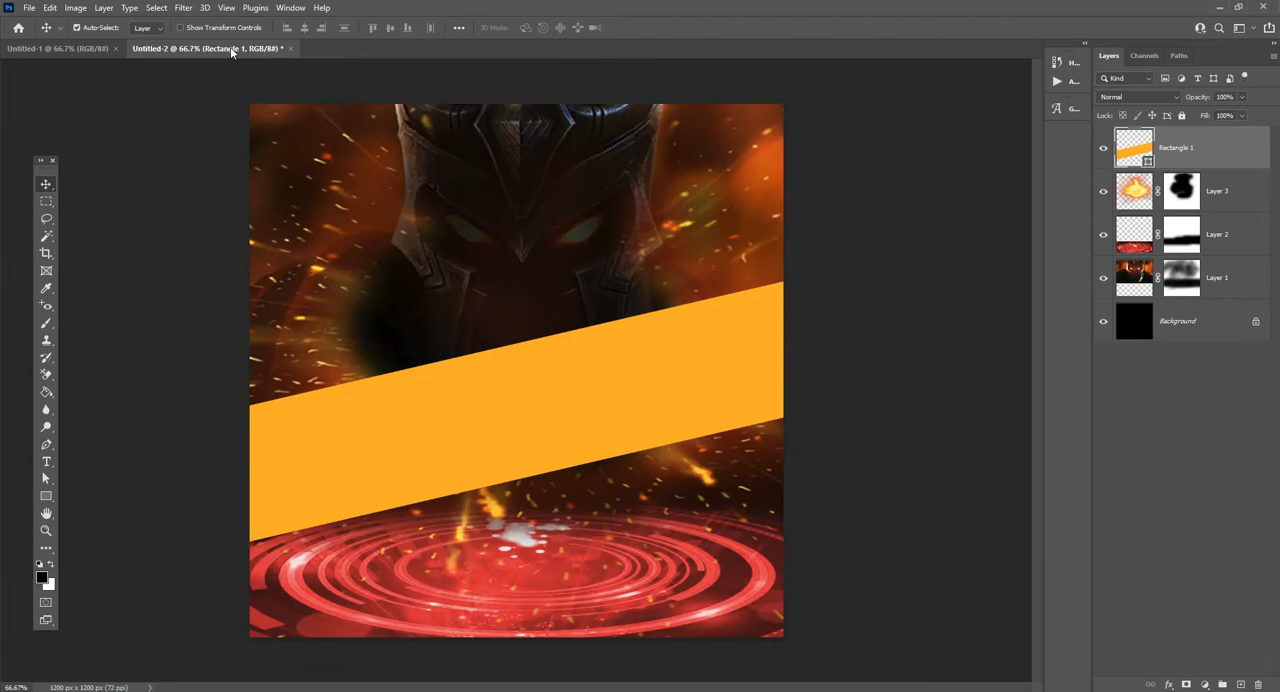 Ps File Edit Image Layer Type Select Filter 3D View Plugins Window Help
Auto-Select: Layer Show Transform Controls 3D Mode:
Untitled-1 @ 66.7% (RGB/8#) × Untitled-2 @ 66.7% (Rectangle 1, RGB/8#) * ×
H...
A...
G...
Layers Channels Paths
Kind
Normal Opacity: 100%
Lock: Fill: 100%
Rectangle 1
Layer 3
Layer 2
Layer 1
Background
66.67% 1200 px x 1200 px (72 ppi)